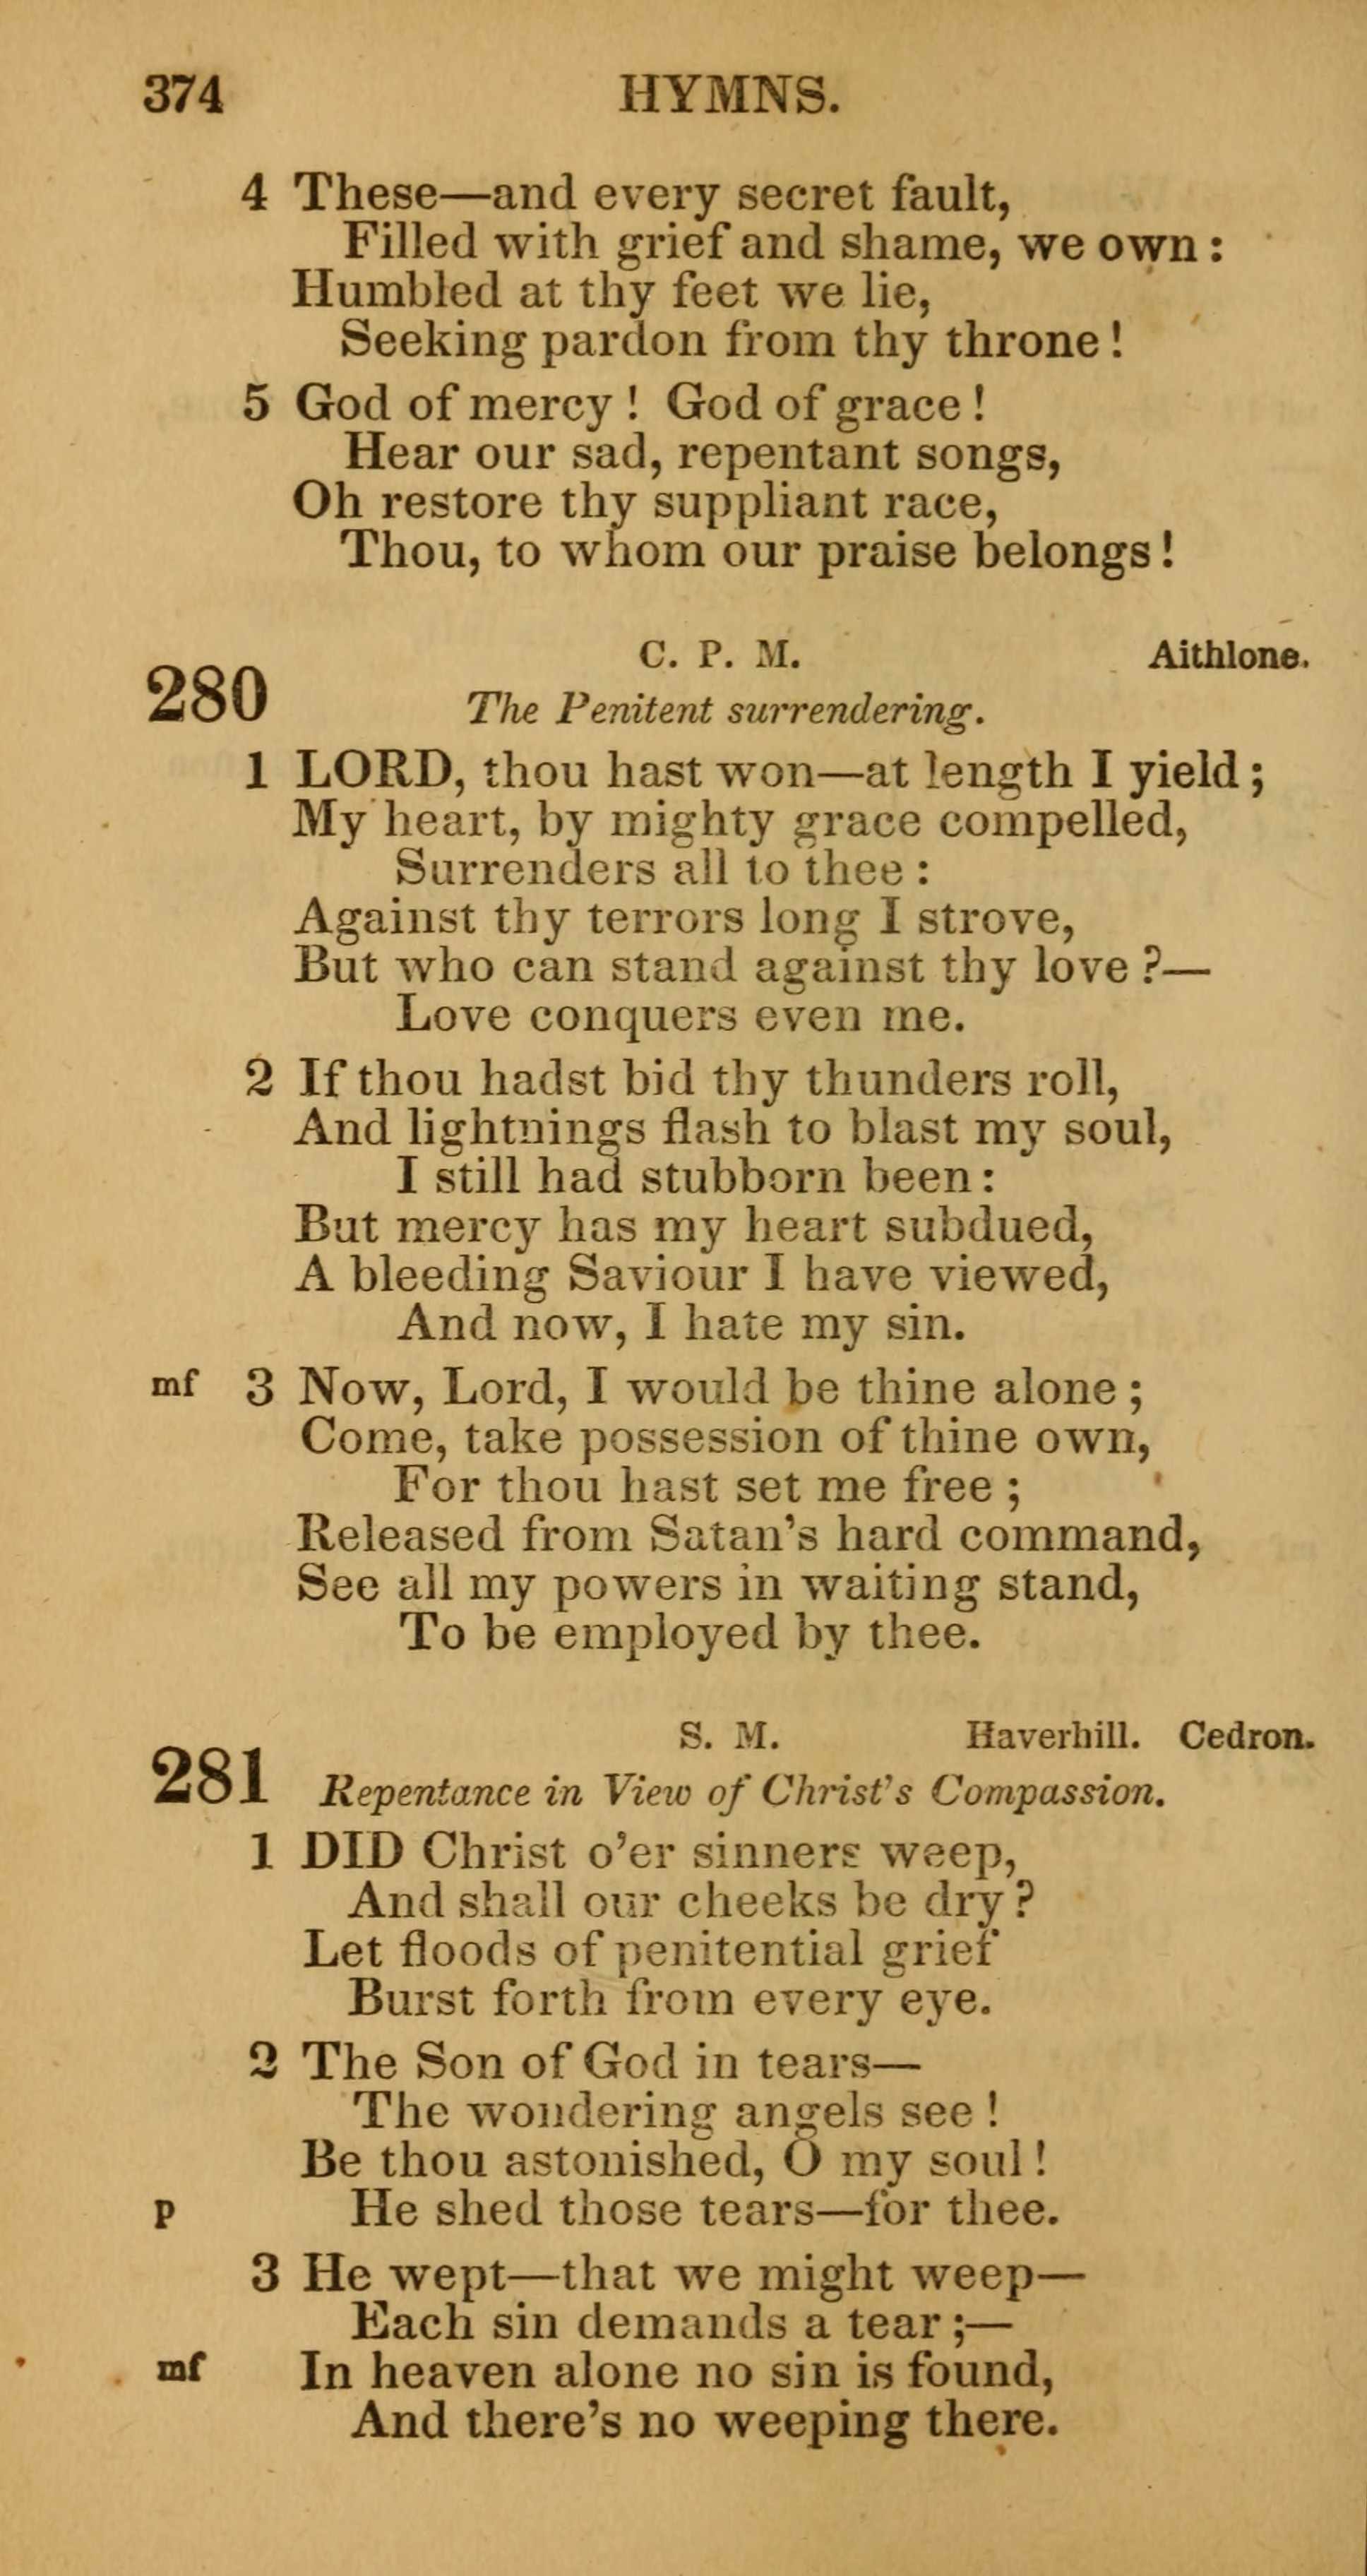 374 HYMNS.
4 These—and every secret fault,
Filled with grief and shame, we own :
Humbled at thy feet we lie,
Seeking pardon from thy throne !
5 God of mercy ! God of grace !
Hear our sad, repentant songs,
Oh restore thy suppliant race,
Thou, to whom our praise belongs !
C. P. M. Aithlone.
280
The Penitent surrendering.
1 LORD, thou hast won—at length I yield ;
My heart, by mighty grace compelled,
Surrenders all to thee :
Against thy terrors long I strove,
But who can stand against thy love ?—
Love conquers even me.
2 If thou hadst bid thy thunders roll,
And lightnings flash to blast my soul,
I still had stubborn been :
But mercy has my heart subdued,
A bleeding Saviour I have viewed,
And now, I hate my sin.
mf 3 Now, Lord, I would be thine alone ;
Come, take possession of thine own,
For thou hast set me free ;
Released from Satan's hard command,
See all my powers in waiting stand,
To be employed by thee.
S. M. Haverhill. Cedron.
281
Repentance in View of Christ's Compassion.
1 DID Christ o'er sinners weep,
And shall our cheeks be dry ?
Let floods of penitential grief
Burst forth from every eye.
2 The Son of God in tears—
The wondering angels see !
Be thou astonished, O my soul !
p He shed those tears—for thee.
3 He wept—that we might weep—
Each sin demands a tear ;—
mf In heaven alone no sin is found,
And there's no weeping there.